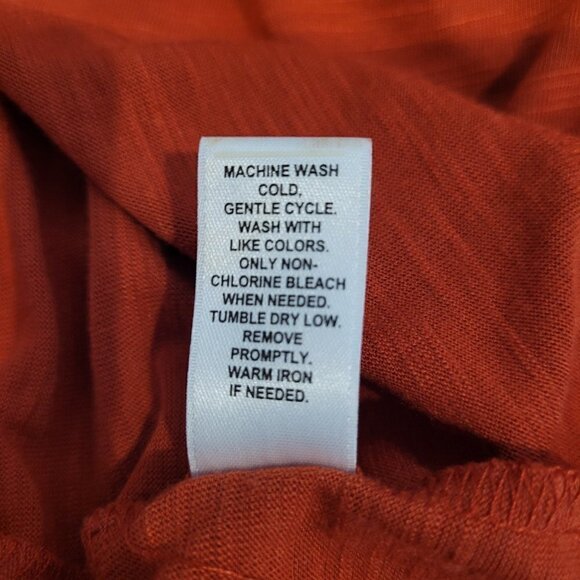 MACHINE WASH
COLD,
GENTLE CYCLE.
WASH WITH
LIKE COLORS.
ONLY NON-
CHLORINE BLEACH
WHEN NEEDED.
TUMBLE DRY LOW.
REMOVE
PROMPTLY.
WARM IRON
IF NEEDED.